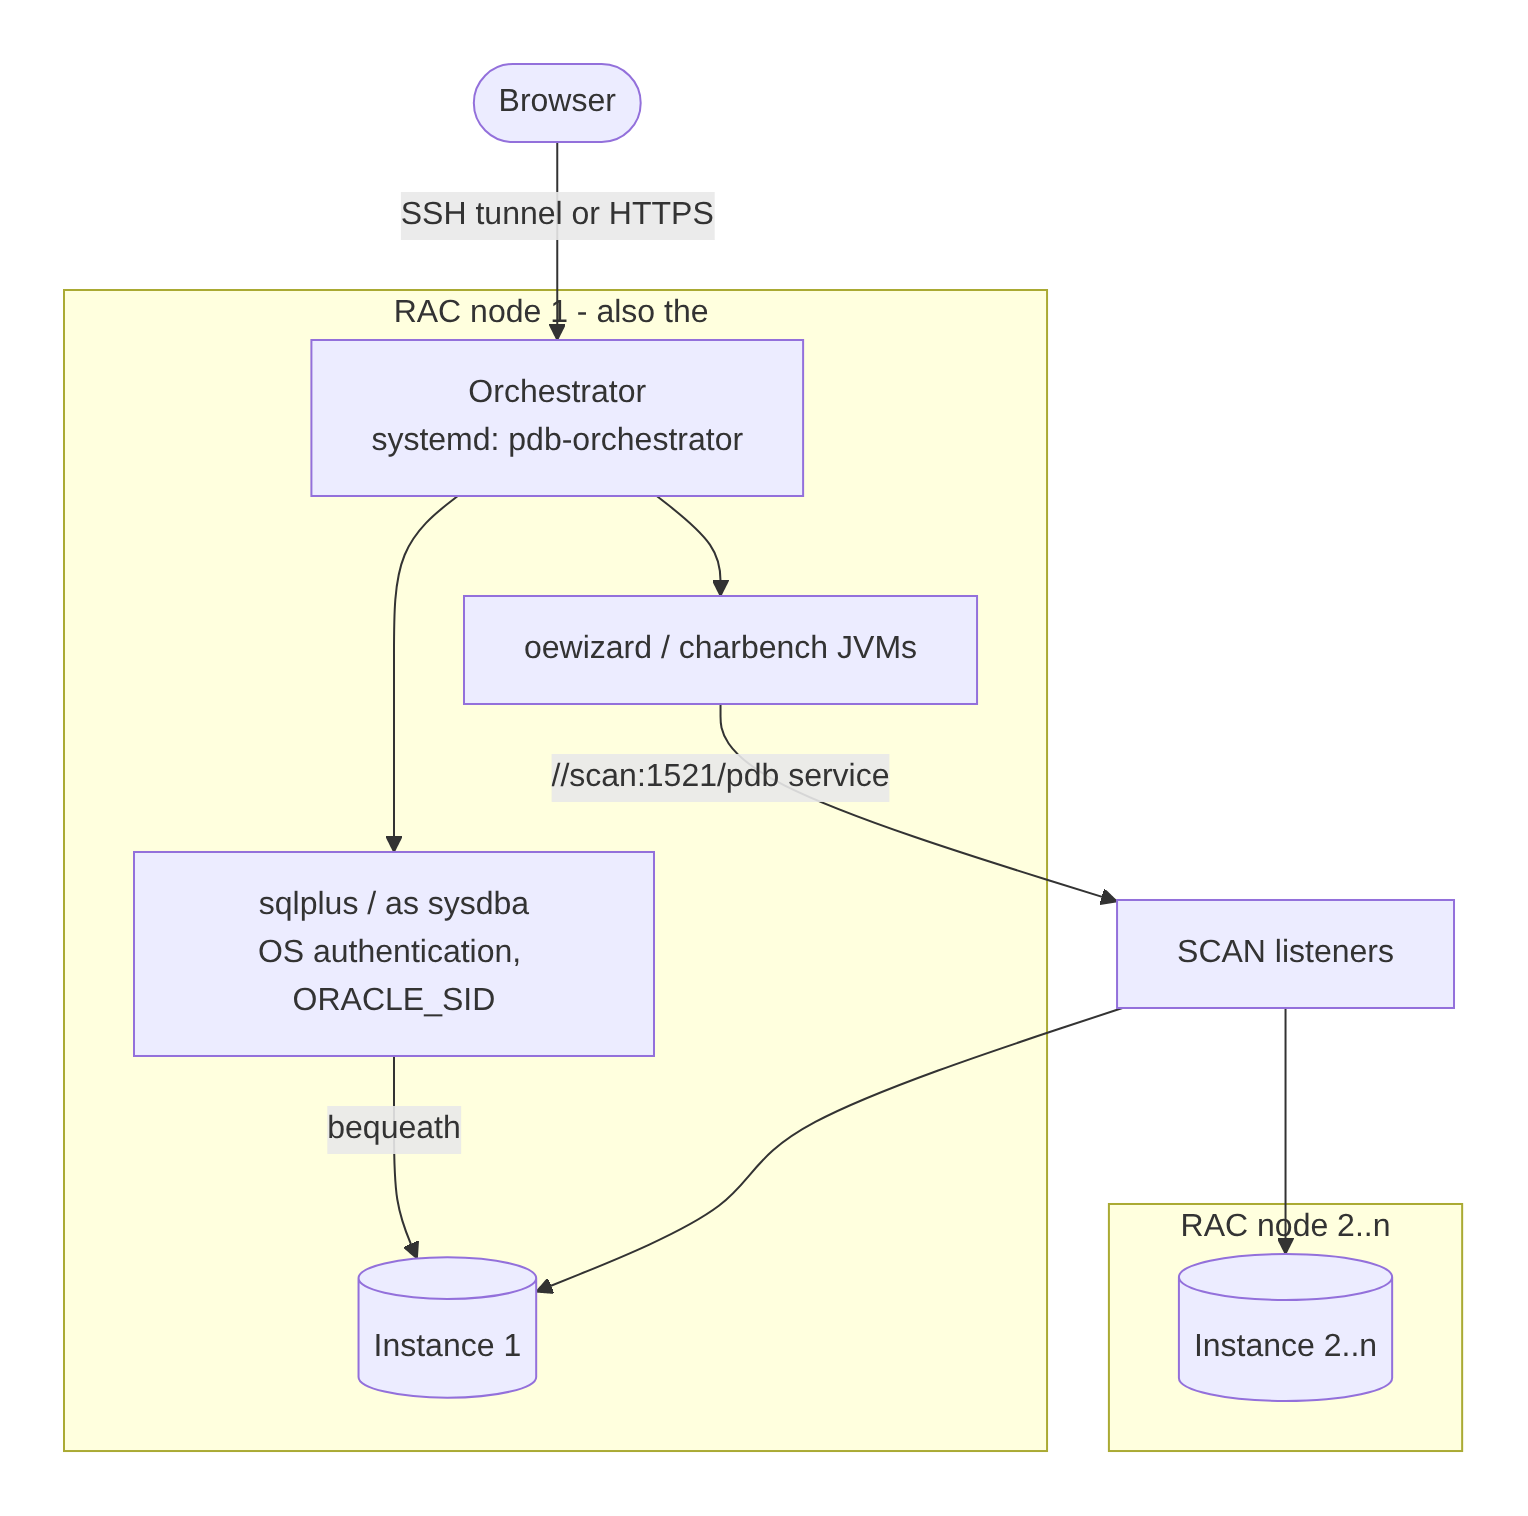 Browser
SSH tunnel or HTTPS
RAC node 1 - also the
Orchestrator
systemd: pdb-orchestrator
oewizard / charbench JVMs
//scan:1521/pdb service
sqlplus / as sysdba
OS authentication,
ORACLE_SID
SCAN listeners
bequeath
RAC node 2..n
Instance 1
Instance 2..n